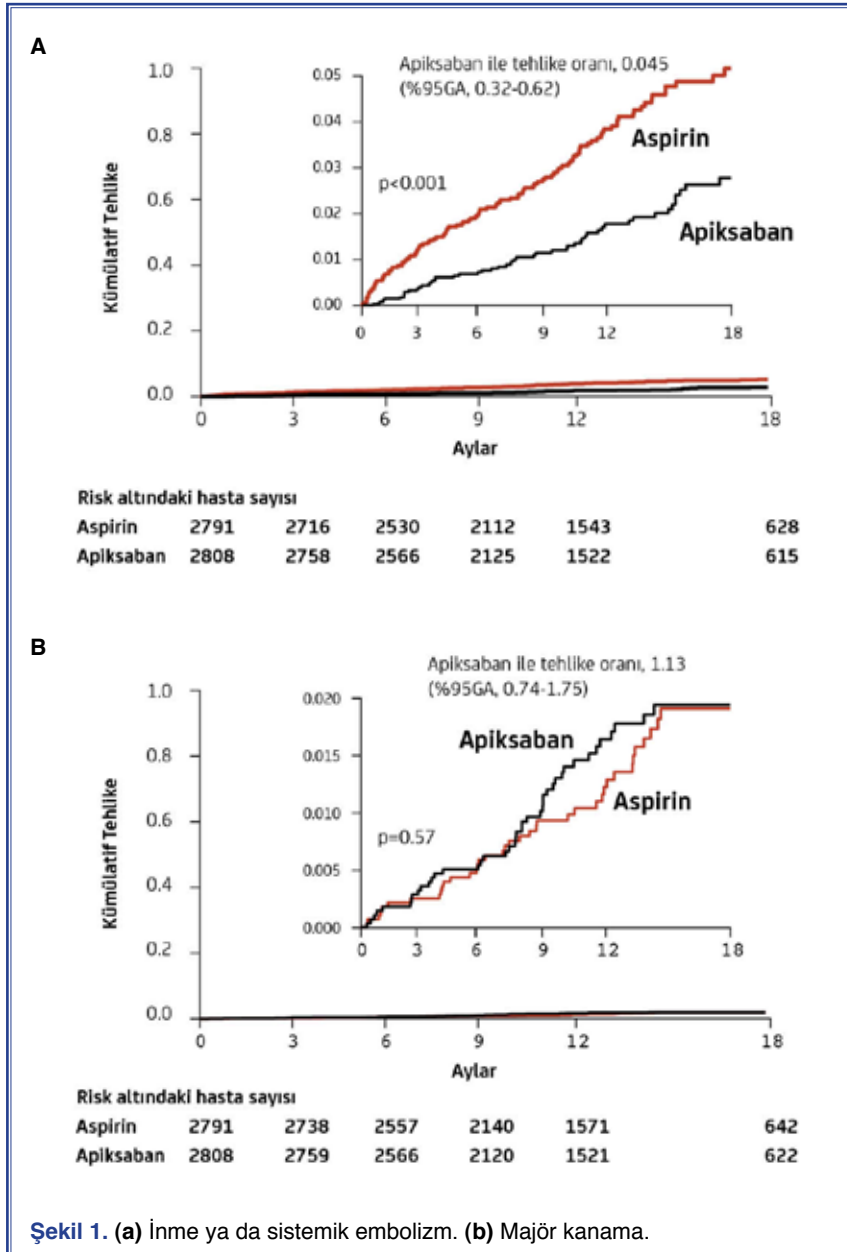 A
Apiksaban ile tehlike oranı, 0.045
(%95GA, 0.32-0.62)
p<0.001
Aspirin
Apiksaban
0.05
0.04
0.03
0.02
0.01
0.00
0 3 6 9 12 18
Kümülatif Tehlike
1.0
0.8
0.6
0.4
0.2
0.0
0 3 6 9 12 18
Aylar
Risk altındaki hasta sayısı
Aspirin 2791 2716 2530 2112 1543 628
Apiksaban 2808 2758 2566 2125 1522 615
B
Apiksaban ile tehlike oranı, 1.13
(%95GA, 0.74-1.75)
Apiksaban
Aspirin
p=0.57
0.020
0.015
0.010
0.005
0.000
0 3 6 9 12 18
Kümülatif Tehlike
1.0
0.8
0.6
0.4
0.2
0.0
0 3 6 9 12 18
Aylar
Risk altındaki hasta sayısı
Aspirin 2791 2738 2557 2140 1571 642
Apiksaban 2808 2759 2566 2120 1521 622
Şekil 1. (a) İnme ya da sistemik embolizm. (b) Majör kanama.